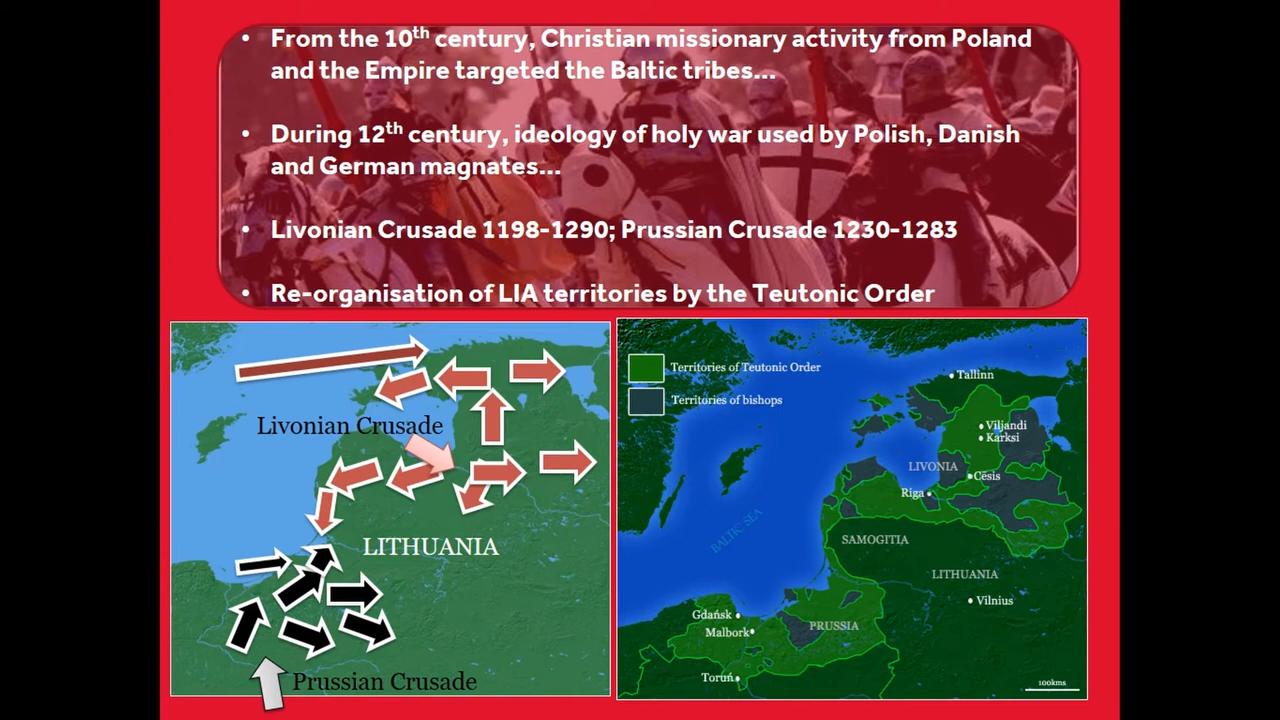 • From the 10th century, Christian missionary activity from Poland
and the Empire targeted the Baltic tribes...
• During 12th century, ideology of holy war used by Polish, Danish
and German magnates...
• Livonian Crusade 1198-1290; Prussian Crusade 1230-1283
• Re-organisation of LIA territories by the Teutonic Order
Livonian Crusade
LITHUANIA
Prussian Crusade
Territories of Teutonic Order
Territories of bishops
Tallinn
Viljandi
Karksi
LIVONIA
Cēsis
Riga
BALTIC SEA
SAMOGITIA
LITHUANIA
Vilnius
Gdańsk
Malbork
PRUSSIA
Toruń
100kms